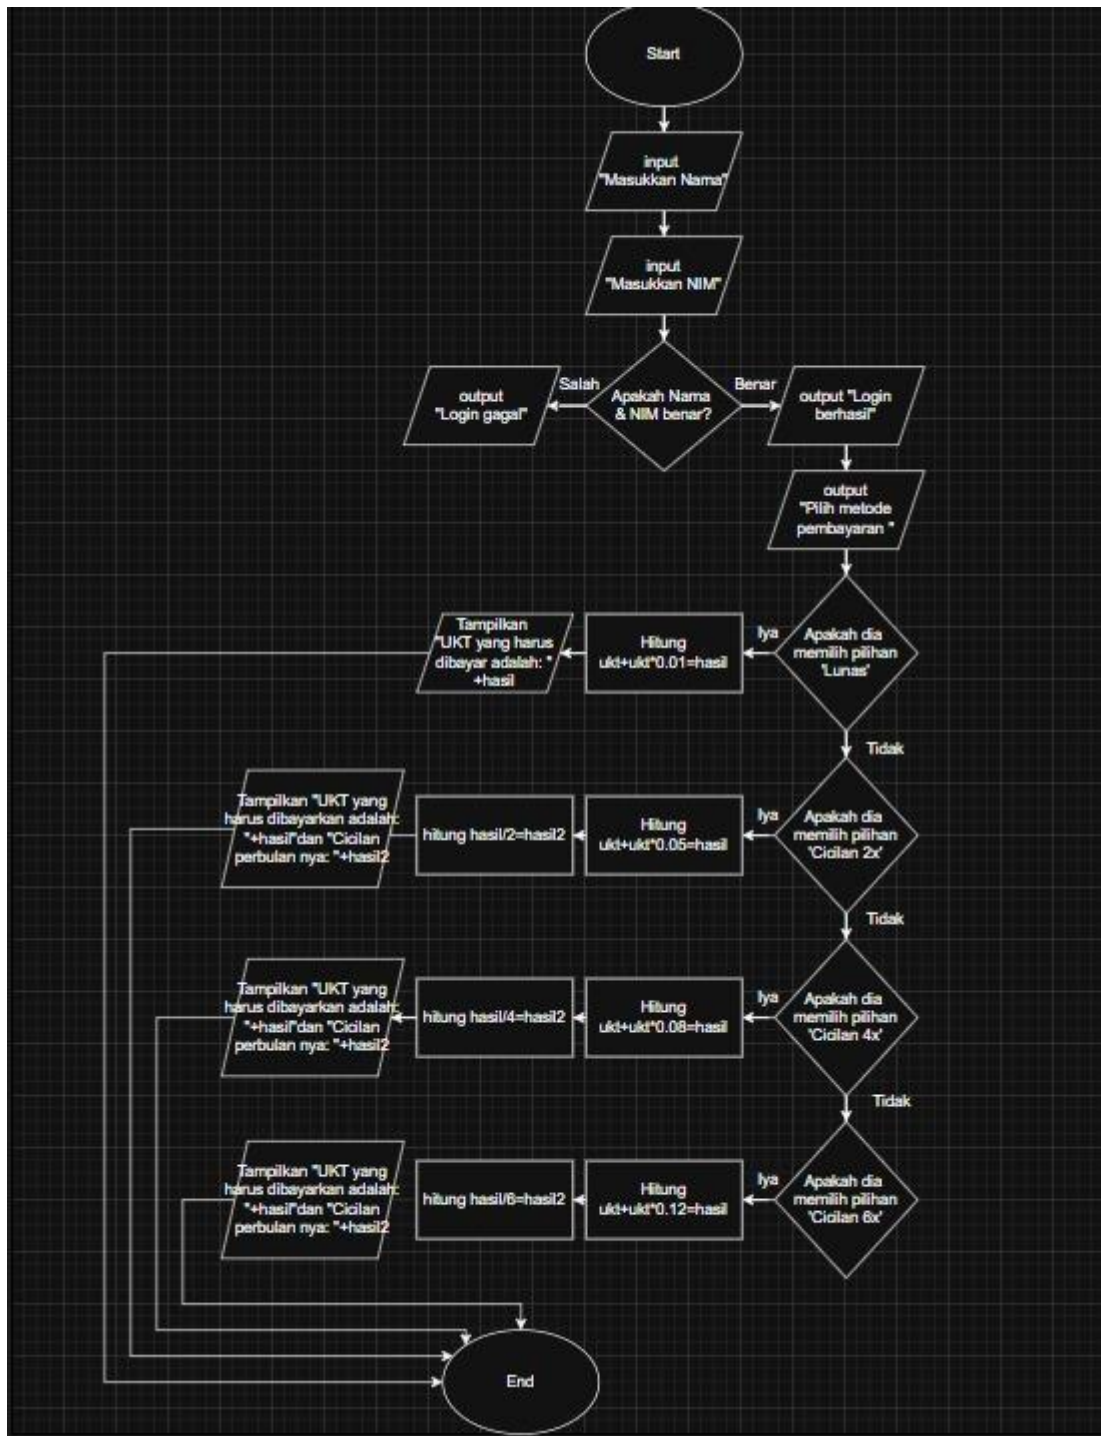 Start
input
"Masukkan Nama"
input
"Masukkan NIM"
Salah
Apakah Nama
& NIM benar?
Benar
output
"Login gagal"
output "Login
berhasil"
output
"Pilih metode
pembayaran "
Apakah dia
memilih pilihan
'Lunas'
Iya
Hitung
ukt+ukt*0.01=hasil
Tampilkan
"UKT yang harus
dibayar adalah: "
+hasil
Tidak
Apakah dia
memilih pilihan
'Cicilan 2x'
Iya
Hitung
ukt+ukt*0.05=hasil
hitung hasil/2=hasil2
Tampilkan "UKT yang
harus dibayarkan adalah:
"+hasil"dan "Cicilan
perbulan nya: "+hasil2
Tidak
Apakah dia
memilih pilihan
'Cicilan 4x'
Iya
Hitung
ukt+ukt*0.08=hasil
hitung hasil/4=hasil2
Tampilkan "UKT yang
harus dibayarkan adalah:
"+hasil"dan "Cicilan
perbulan nya: "+hasil2
Tidak
Apakah dia
memilih pilihan
'Cicilan 6x'
Iya
Hitung
ukt+ukt*0.12=hasil
hitung hasil/6=hasil2
Tampilkan "UKT yang
harus dibayarkan adalah:
"+hasil"dan "Cicilan
perbulan nya: "+hasil2
End